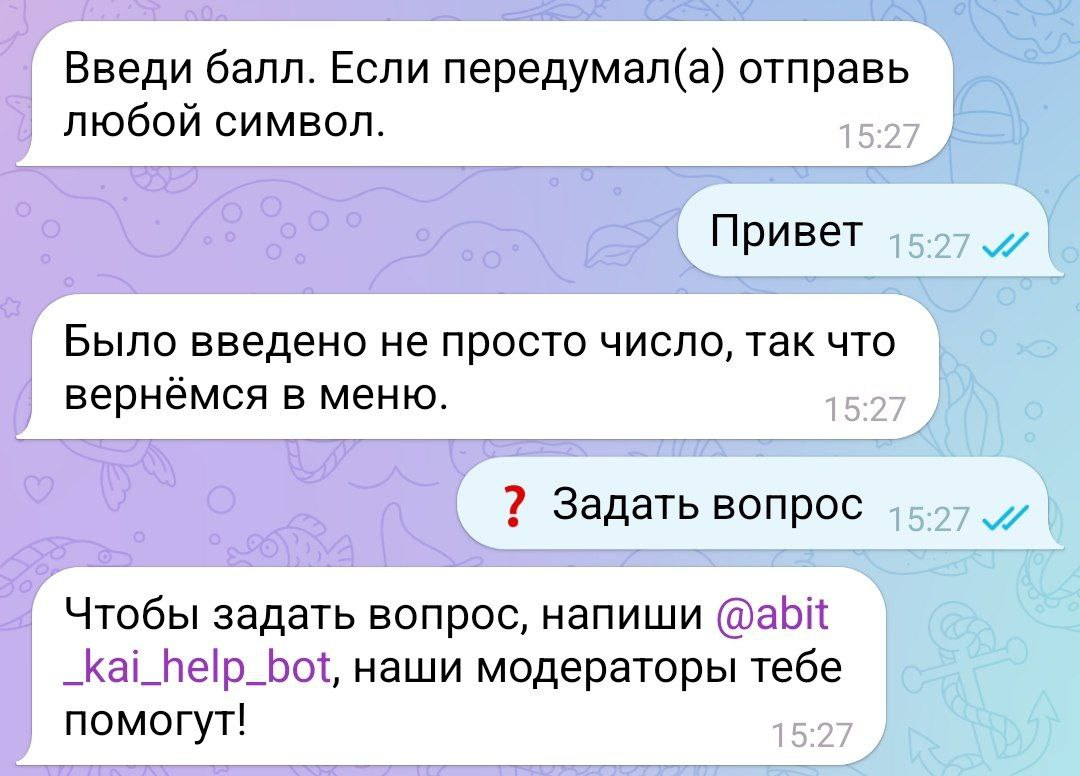 Введи балл. Если передумал(а) отправь
любой символ.
15:27
Привет 15:27
Было введено не просто число, так что
вернёмся в меню.
15:27
❓ Задать вопрос 15:27
Чтобы задать вопрос, напиши @abit
_kai_help_bot, наши модераторы тебе
помогут!
15:27